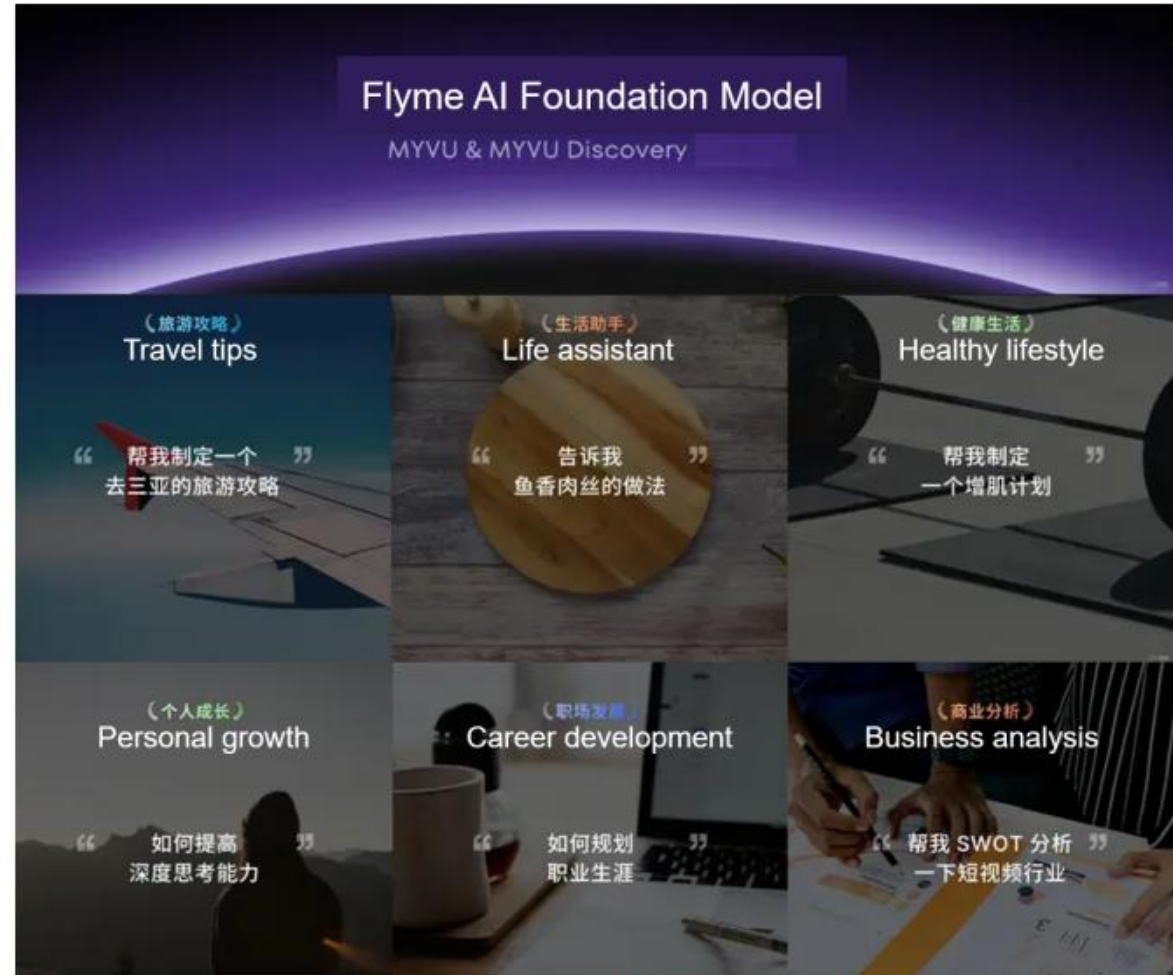 Flyme AI Foundation Model
MYVU & MYVU Discovery
(旅游攻略)
Travel tips
“ 帮我制定一个 ”
去三亚的旅游攻略
(生活助手)
Life assistant
“ 告诉我 ”
鱼香肉丝的做法
(健康生活)
Healthy lifestyle
“ 帮我制定 ”
一个增肌计划
(个人成长)
Personal growth
“ 如何提高 ”
深度思考能力
(职场发展)
Career development
“ 如何规划 ”
职业生涯
(商业分析)
Business analysis
“ 帮我 SWOT 分析 ”
一下短视频行业